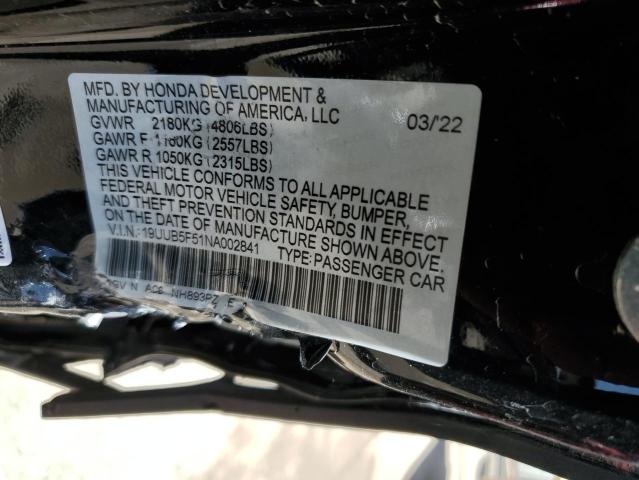 MFD. BY HONDA DEVELOPMENT &
MANUFACTURING OF AMERICA, LLC
03/22
GVWR 2180KG (4806LBS)
GAWR F 1160KG (2557LBS)
GAWR R 1050KG (2315LBS)
THIS VEHICLE CONFORMS TO ALL APPLICABLE
FEDERAL MOTOR VEHICLE SAFETY, BUMPER,
AND THEFT PREVENTION STANDARDS IN EFFECT
ON THE DATE OF MANUFACTURE SHOWN ABOVE.
V.I.N.:19UUB5F51NA002841 TYPE:PASSENGER CAR
NH893PZ E